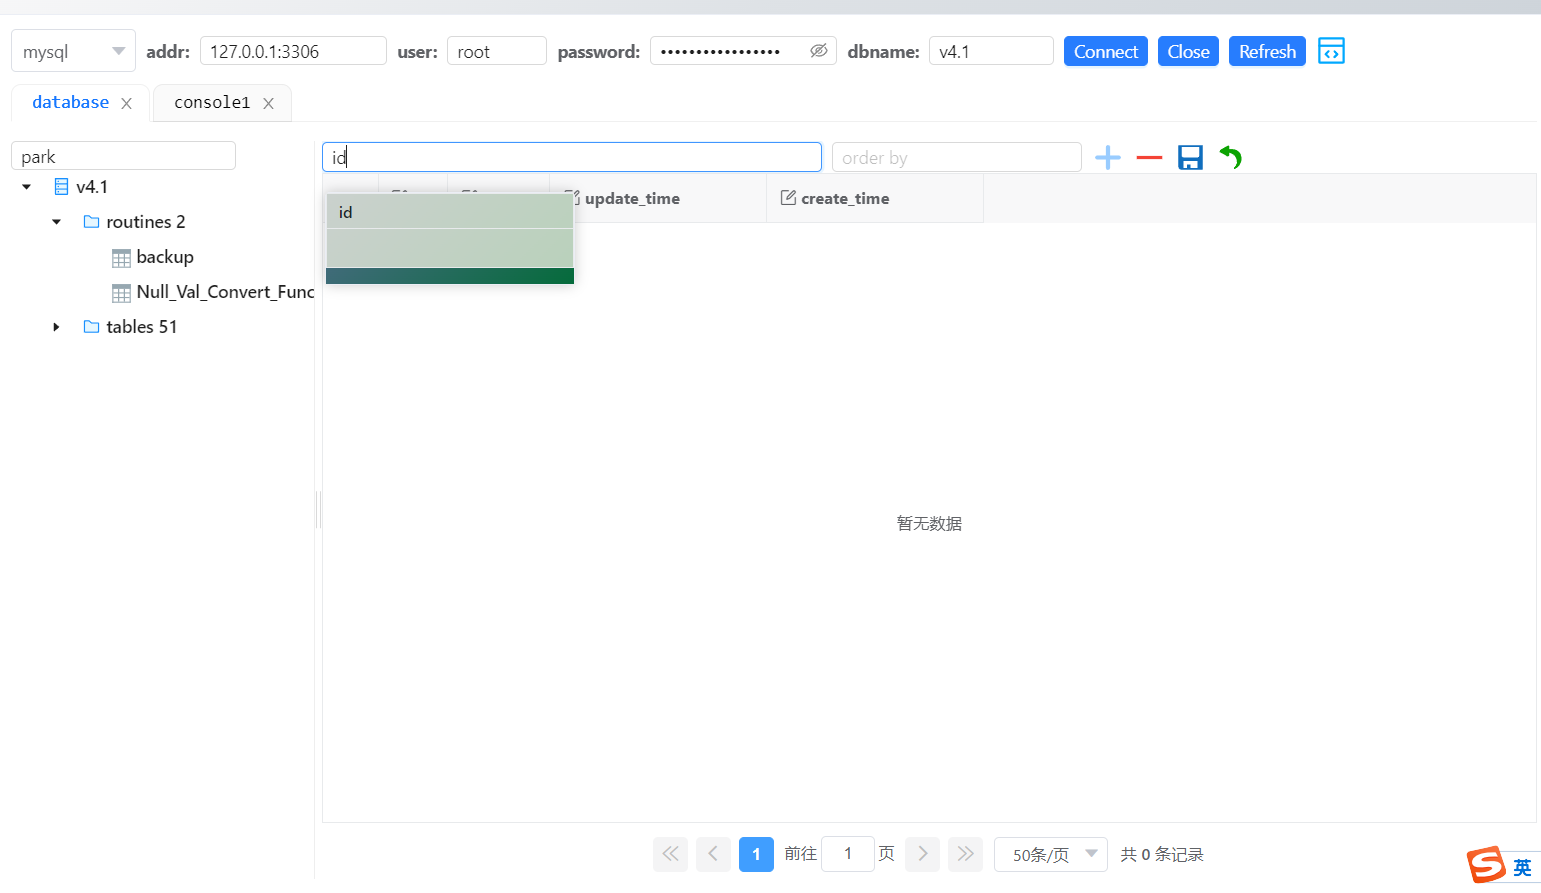 mysql addr: 127.0.0.1:3306 user: root password: ••••••••••••••••• dbname: v4.1 Connect Close Refresh
database console1
park id order by
v4.1
routines 2
backup
Null_Val_Convert_Func
tables 51
update_time create_time
id
暂无数据
1 前往 1 页 50条/页 共 0 条记录
S 英